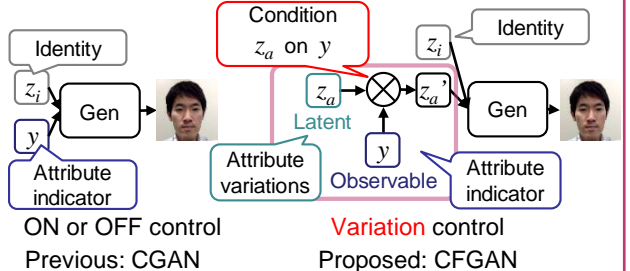 Identity
z_i
y
Gen
Attribute
indicator
ON or OFF control
Previous: CGAN
Condition
z_a on y
z_a
Latent
z_a'
y
Observable
Attribute
variations
Attribute
indicator
z_i
Identity
Gen
Variation control
Proposed: CFGAN